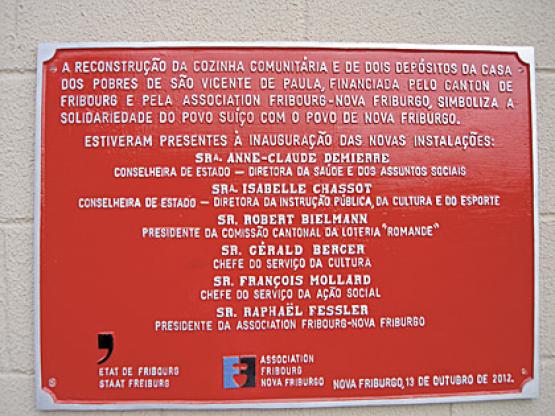 A RECONSTRUÇÃO DA COZINHA COMUNITÁRIA E DE DOIS DEPÓSITOS DA CASA
DOS POBRES DE SÃO VICENTE DE PAULA, FINANCIADA PELO CANTON DE
FRIBOURG E PELA ASSOCIATION FRIBOURG-NOVA FRIBURGO, SIMBOLIZA A
SOLIDARIEDADE DO POVO SUÍÇO COM O POVO DE NOVA FRIBURGO.
ESTIVERAM PRESENTES À INAUGURAÇÃO DAS NOVAS INSTALAÇÕES:
SRA. ANNE-CLAUDE DEMIERRE
CONSELHEIRA DE ESTADO – DIRETORA DA SAÚDE E DOS ASSUNTOS SOCIAIS
SRA. ISABELLE CHASSOT
CONSELHEIRA DE ESTADO – DIRETORA DA INSTRUÇÃO PÚBLICA, DA CULTURA E DO ESPORTE
SR. ROBERT BIELMANN
PRESIDENTE DA COMISSÃO CANTONAL DA LOTERIA "ROMANDE"
SR. GÉRALD BERGER
CHEFE DO SERVIÇO DA CULTURA
SR. FRANÇOIS MOLLARD
CHEFE DO SERVIÇO DA AÇÃO SOCIAL
SR. RAPHAËL FESSLER
PRESIDENTE DA ASSOCIATION FRIBOURG-NOVA FRIBURGO
ETAT DE FRIBOURG
STAAT FREIBURG
ASSOCIATION
FRIBOURG
NOVA FRIBURGO
NOVA FRIBURGO, 13 DE OUTUBRO DE 2012.